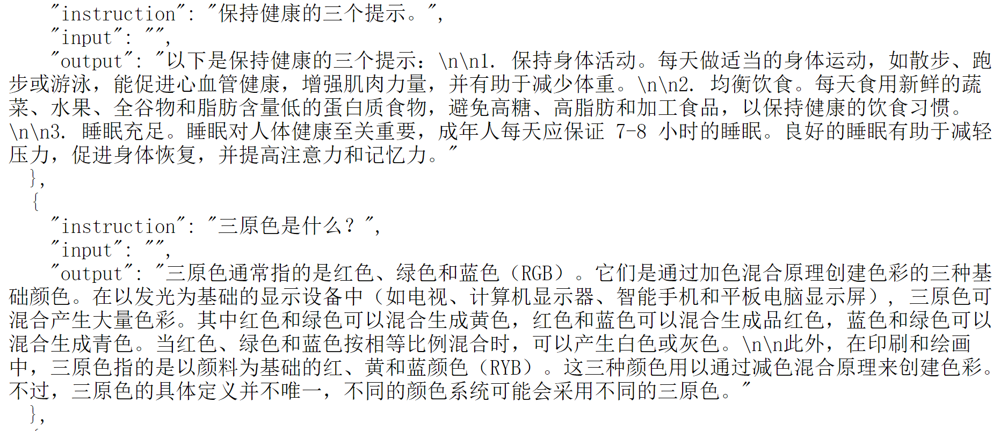 "instruction": "保持健康的三个提示。",
"input": "",
"output": "以下是保持健康的三个提示：\n\n1. 保持身体活动。每天做适当的身体运动，如散步、跑
步或游泳，能促进心血管健康，增强肌肉力量，并有助于减少体重。\n\n2. 均衡饮食。每天食用新鲜的蔬
菜、水果、全谷物和脂肪含量低的蛋白质食物，避免高糖、高脂肪和加工食品，以保持健康的饮食习惯。
\n\n3. 睡眠充足。睡眠对人体健康至关重要，成年人每天应保证 7-8 小时的睡眠。良好的睡眠有助于减轻
压力，促进身体恢复，并提高注意力和记忆力。"
},
{
"instruction": "三原色是什么？",
"input": "",
"output": "三原色通常指的是红色、绿色和蓝色（RGB）。它们是通过加色混合原理创建色彩的三种基
础颜色。在以发光为基础的显示设备中（如电视、计算机显示器、智能手机和平板电脑显示屏）, 三原色可
混合产生大量色彩。其中红色和绿色可以混合生成黄色，红色和蓝色可以混合生成品红色，蓝色和绿色可以
混合生成青色。当红色、绿色和蓝色按相等比例混合时，可以产生白色或灰色。\n\n此外，在印刷和绘画
中，三原色指的是以颜料为基础的红、黄和蓝颜色（RYB）。这三种颜色用以通过减色混合原理来创建色彩。
不过，三原色的具体定义并不唯一，不同的颜色系统可能会采用不同的三原色。"
},
{